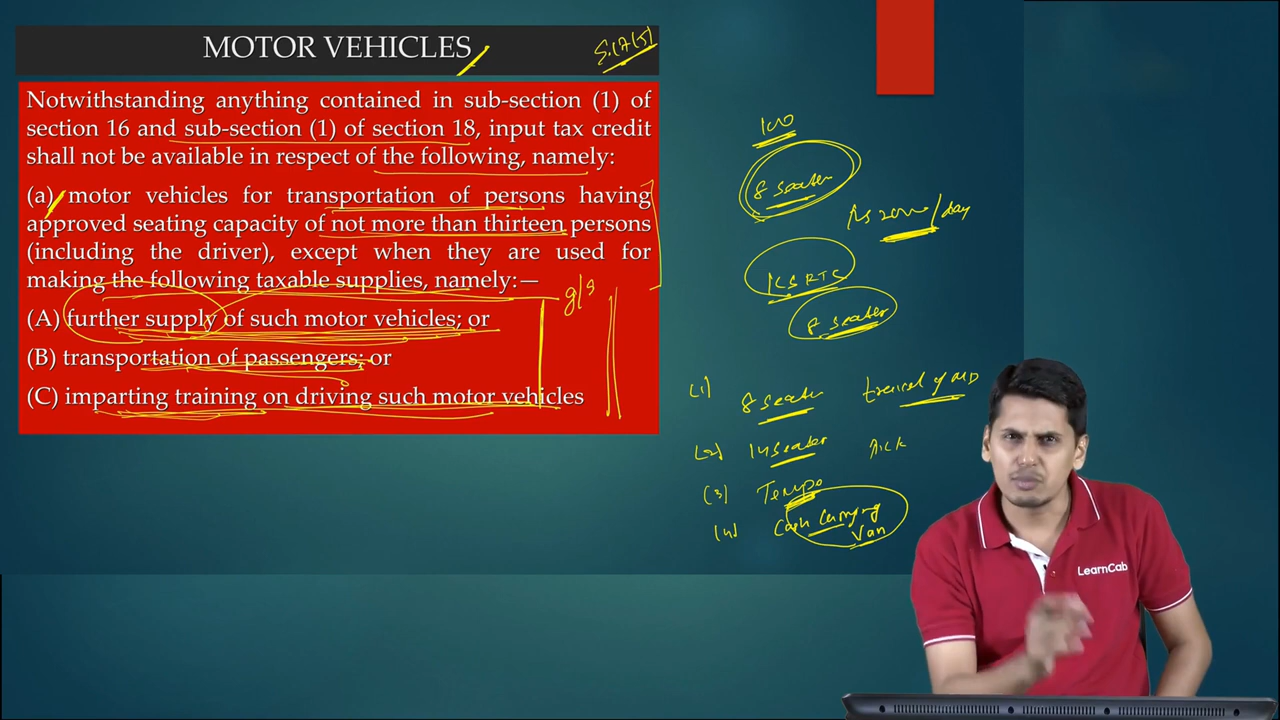 MOTOR VEHICLES
S.17(5)
Notwithstanding anything contained in sub-section (1) of
section 16 and sub-section (1) of section 18, input tax credit
shall not be available in respect of the following, namely:
(a) motor vehicles for transportation of persons having
approved seating capacity of not more than thirteen persons
(including the driver), except when they are used for
making the following taxable supplies, namely:—
(A) further supply of such motor vehicles; or
(B) transportation of passengers; or
(C) imparting training on driving such motor vehicles
g/s
8 seater
Rs 2000/day
KSRTC
8 seater
(1) 8 seater travel of MD
(2) 14 seater
(3) Tempo
(4) Cash Carrying
Van
LearnCab